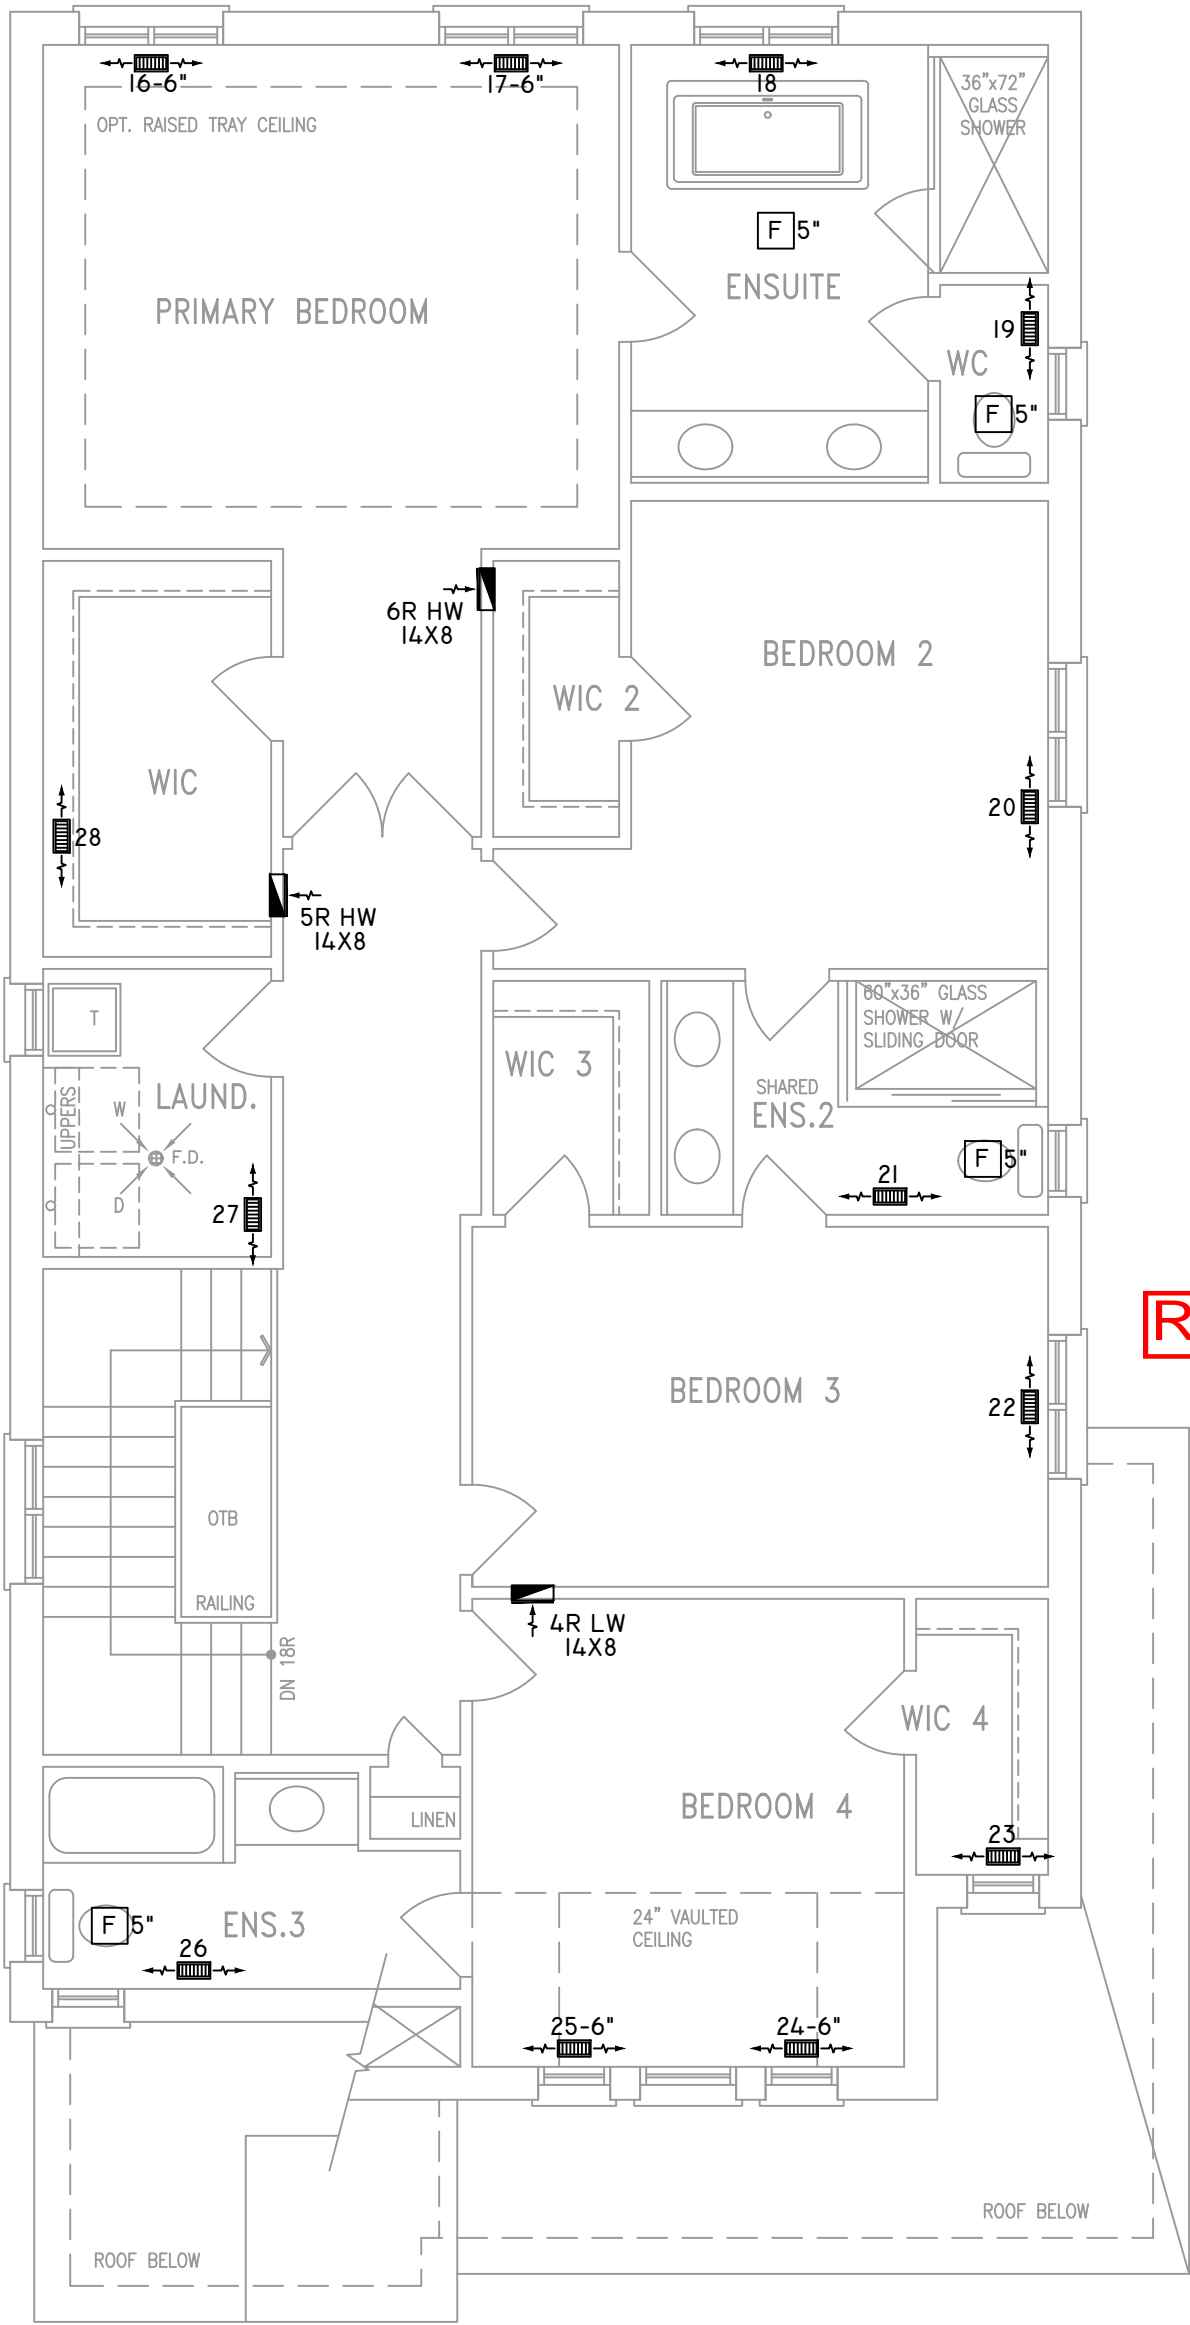 16-6"
17-6"
18
OPT. RAISED TRAY CEILING
36"x72"
GLASS
SHOWER
F 5"
ENSUITE
PRIMARY BEDROOM
19
WC
F 5"
6R HW
14X8
BEDROOM 2
WIC 2
WIC
28
20
5R HW
14X8
T
60"x36" GLASS
SHOWER W/
SLIDING DOOR
WIC 3
LAUND.
UPPERS
W
F.D.
D
SHARED
ENS.2
F 5"
21
27
R
BEDROOM 3
22
OTB
RAILING
DN 18R
4R LW
14X8
WIC 4
BEDROOM 4
LINEN
23
24" VAULTED
CEILING
F 5"
ENS.3
26
25-6"
24-6"
ROOF BELOW
ROOF BELOW